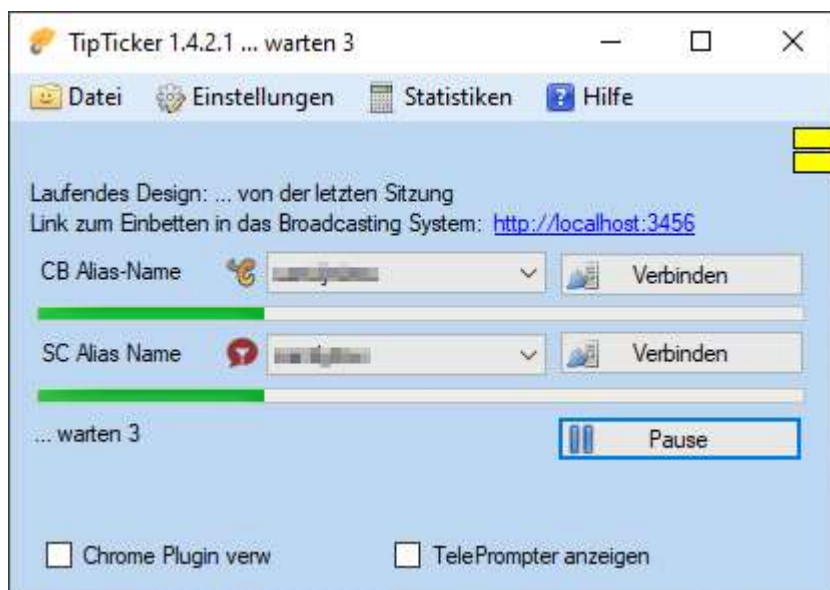 TipTicker 1.4.2.1 ... warten 3
Datei Einstellungen Statistiken Hilfe
Laufendes Design: ... von der letzten Sitzung
Link zum Einbetten in das Broadcasting System: http://localhost:3456
CB Alias-Name Verbinden
SC Alias Name Verbinden
... warten 3 Pause
Chrome Plugin verw TelePrompter anzeigen